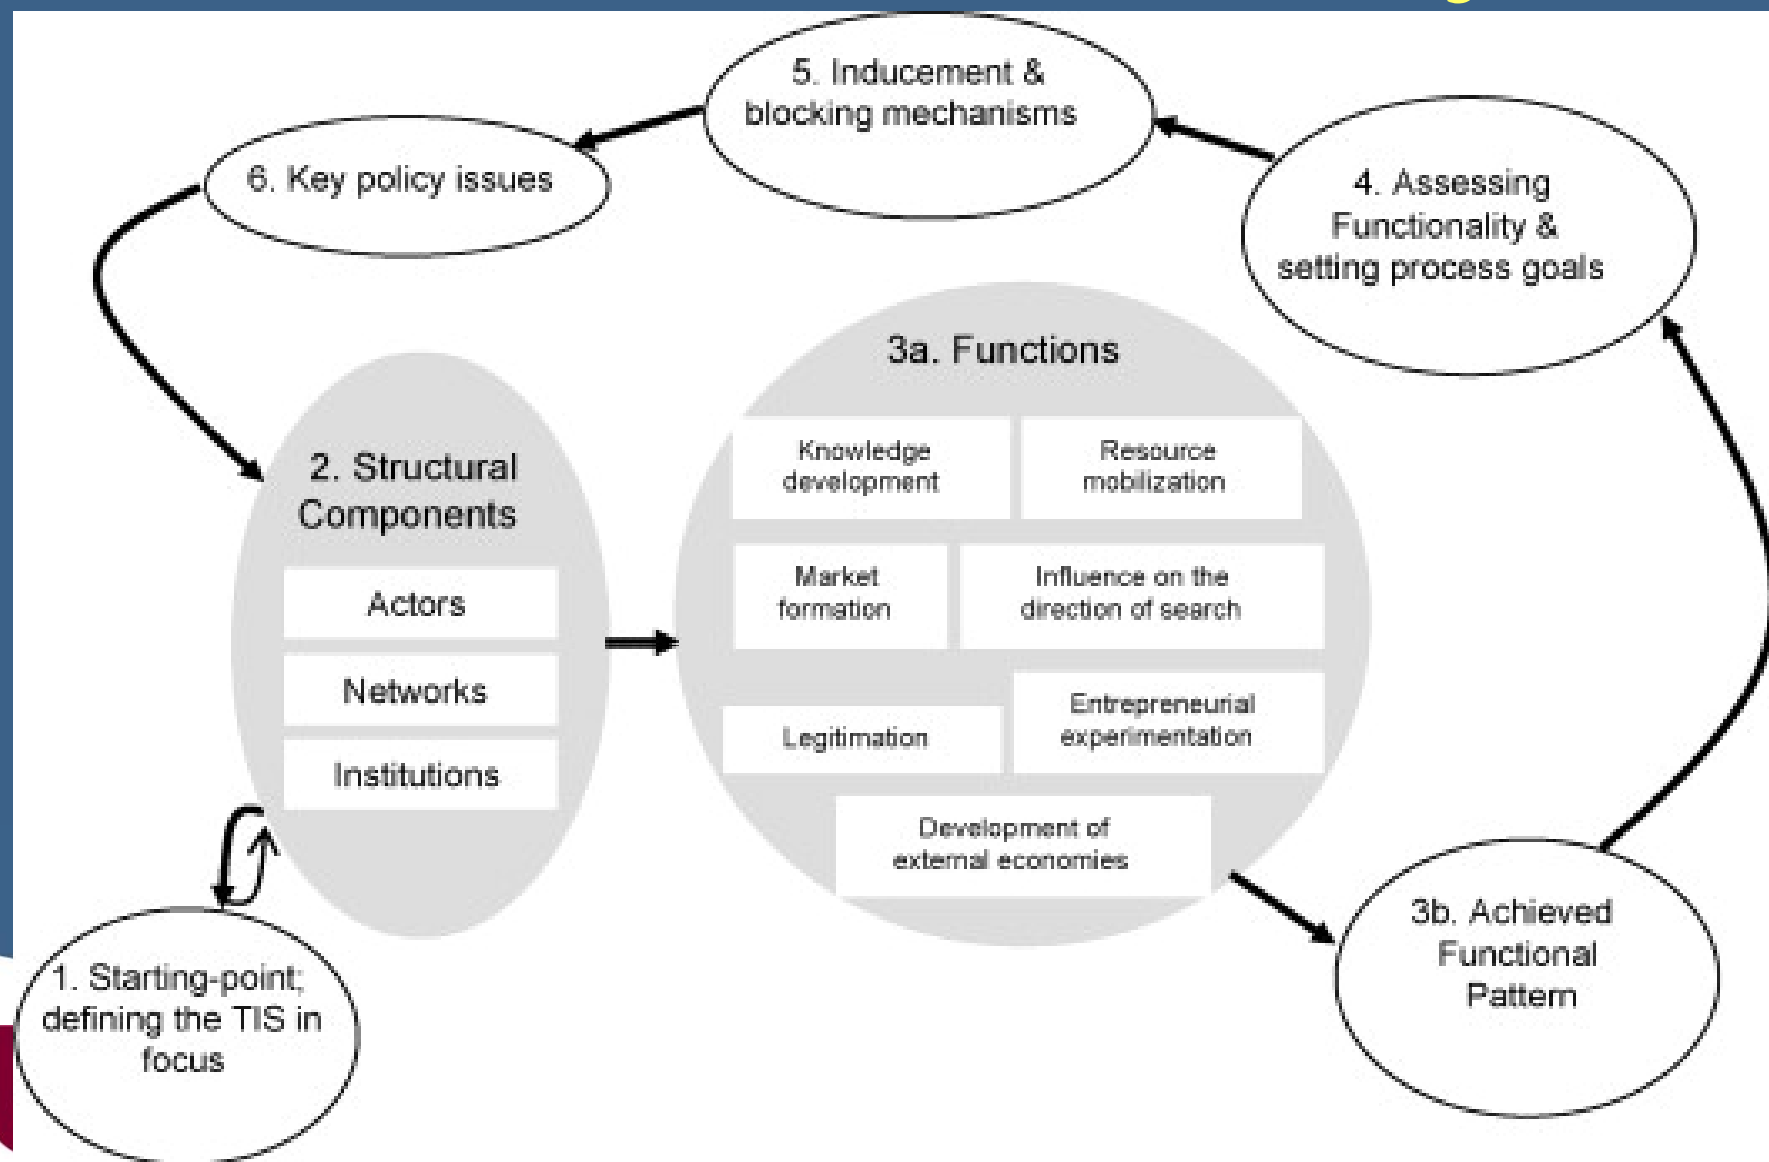 5. Inducement &
blocking mechanisms
6. Key policy issues
4. Assessing
Functionality &
setting process goals
3a. Functions
Knowledge
development
Resource
mobilization
2. Structural
Components
Market
formation
Influence on the
direction of search
Actors
Networks
Institutions
Legitimation
Entrepreneurial
experimentation
Development of
external economies
3b. Achieved
Functional
Pattern
1. Starting-point;
defining the TIS in
focus